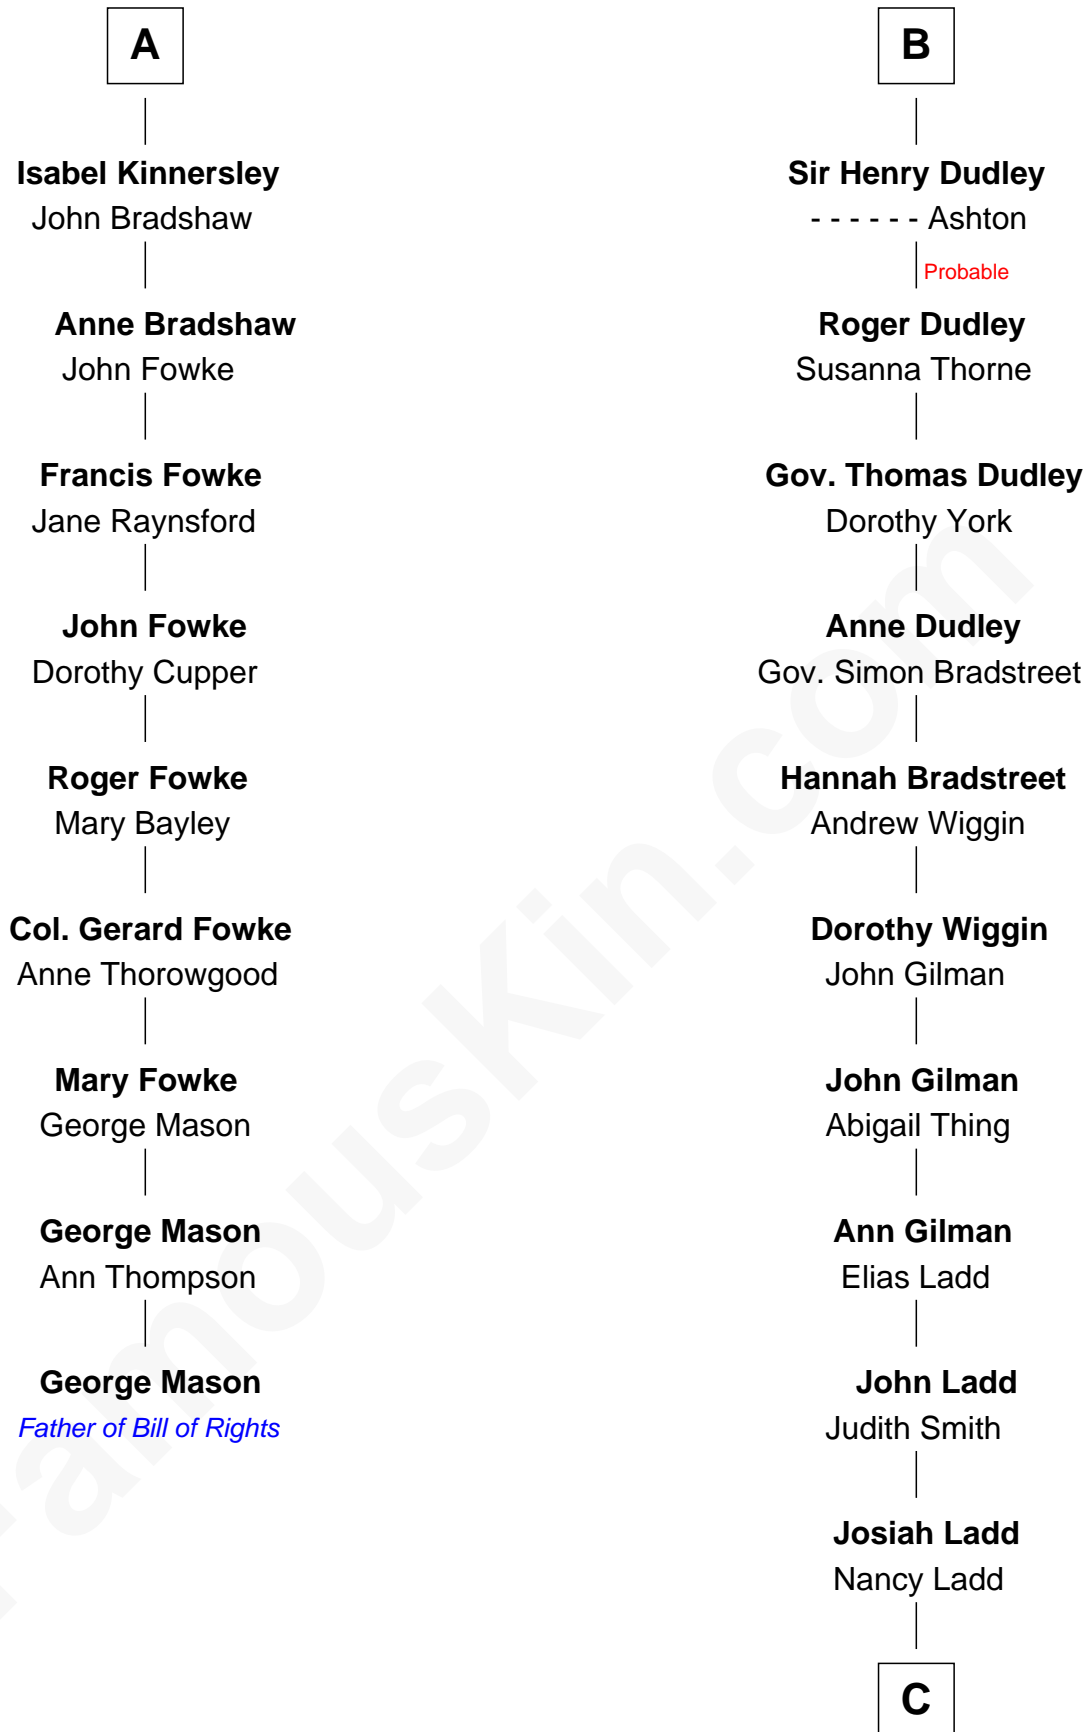 A
Isabel Kinnersley
John Bradshaw
Anne Bradshaw
John Fowke
Francis Fowke
Jane Raynsford
John Fowke
Dorothy Cupper
Roger Fowke
Mary Bayley
Col. Gerard Fowke
Anne Thorowgood
Mary Fowke
George Mason
George Mason
Ann Thompson
George Mason
Father of Bill of Rights
B
Sir Henry Dudley
- - - - - - Ashton
Probable
Roger Dudley
Susanna Thorne
Gov. Thomas Dudley
Dorothy York
Anne Dudley
Gov. Simon Bradstreet
Hannah Bradstreet
Andrew Wiggin
Dorothy Wiggin
John Gilman
John Gilman
Abigail Thing
Ann Gilman
Elias Ladd
John Ladd
Judith Smith
Josiah Ladd
Nancy Ladd
C
FamousKin.com